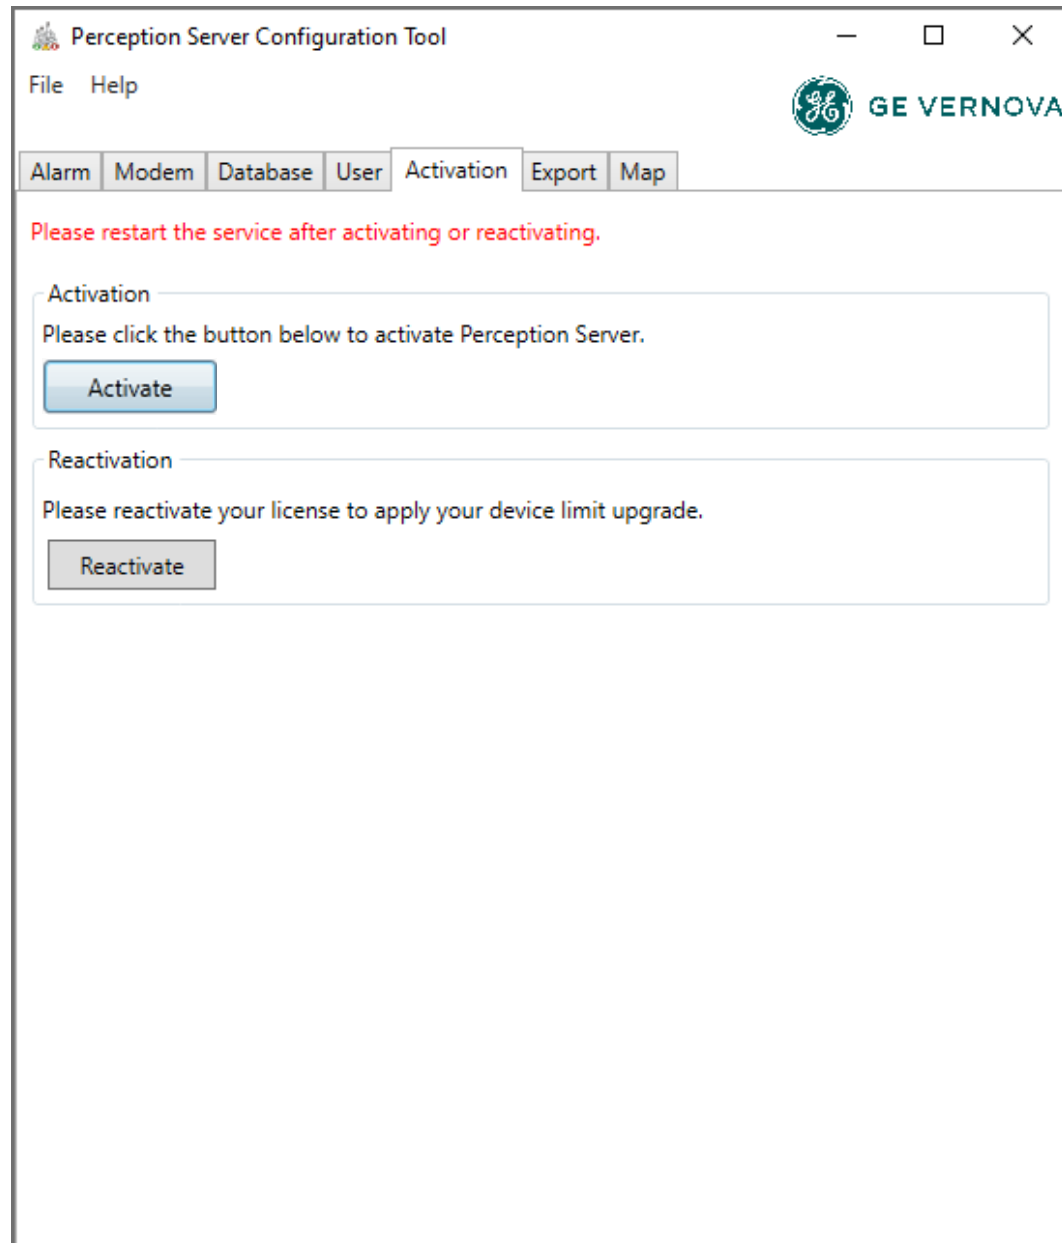 Perception Server Configuration Tool
File Help
GE VERNOVA
Alarm Modem Database User Activation Export Map
Please restart the service after activating or reactivating.
Activation
Please click the button below to activate Perception Server.
Activate
Reactivation
Please reactivate your license to apply your device limit upgrade.
Reactivate